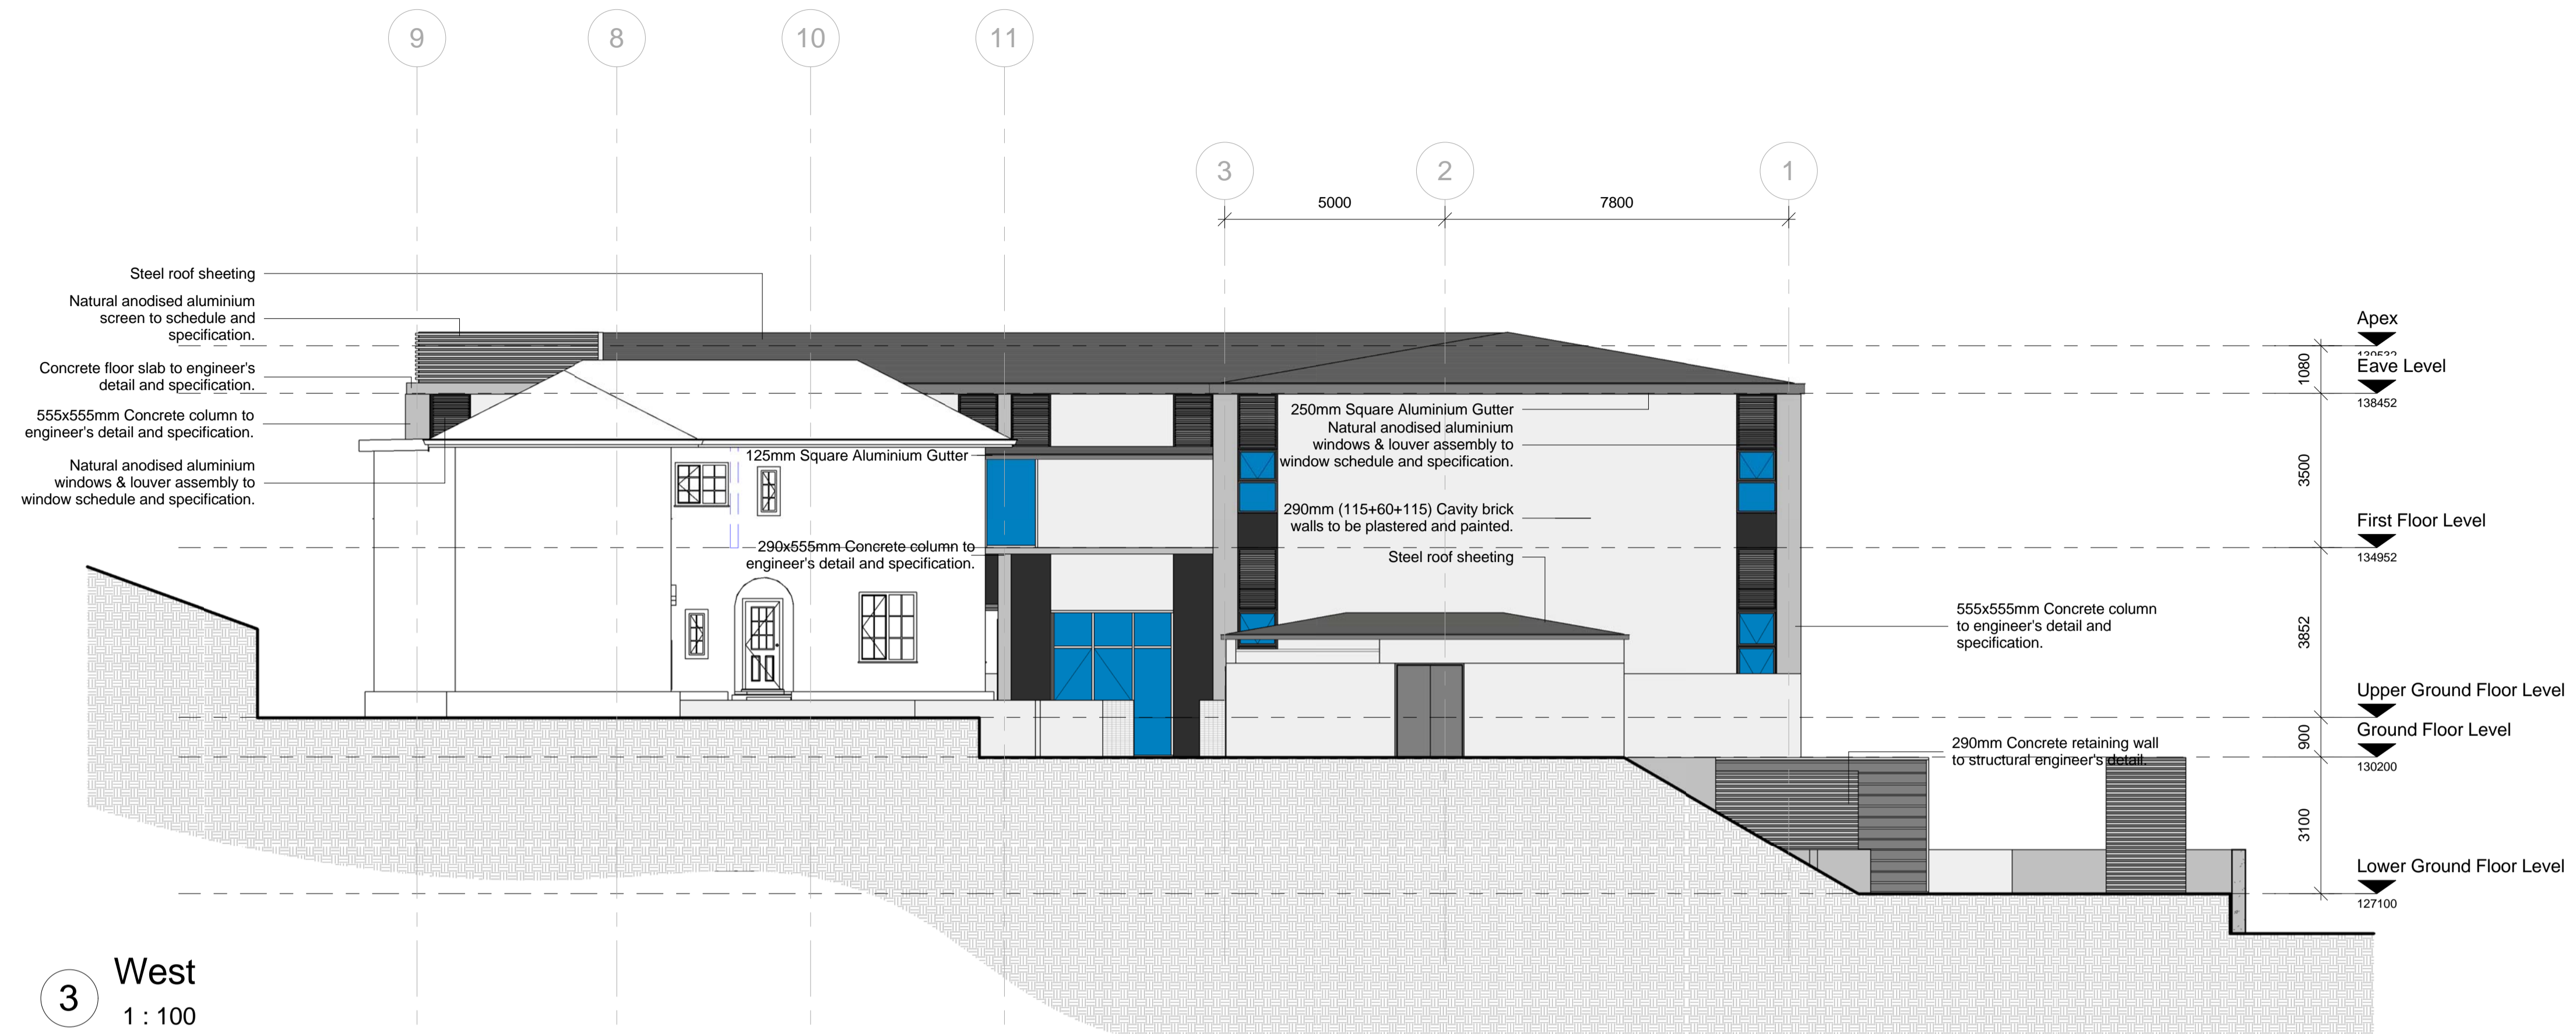 9
8
10
11
3
2
1
5000
7800
Steel roof sheeting
Natural anodised aluminium
screen to schedule and
specification.
Concrete floor slab to engineer's
detail and specification.
555x555mm Concrete column to
engineer's detail and specification.
Natural anodised aluminium
windows & louver assembly to
window schedule and specification.
125mm Square Aluminium Gutter
290x555mm Concrete column to
engineer's detail and specification.
250mm Square Aluminium Gutter
Natural anodised aluminium
windows & louver assembly to
window schedule and specification.
290mm (115+60+115) Cavity brick
walls to be plastered and painted.
Steel roof sheeting
555x555mm Concrete column
to engineer's detail and
specification.
290mm Concrete retaining wall
to structural engineer's detail.
1080
3500
3852
900
3100
Apex
139532
Eave Level
138452
First Floor Level
134952
Upper Ground Floor Level
Ground Floor Level
130200
Lower Ground Floor Level
127100
3
West
1 : 100